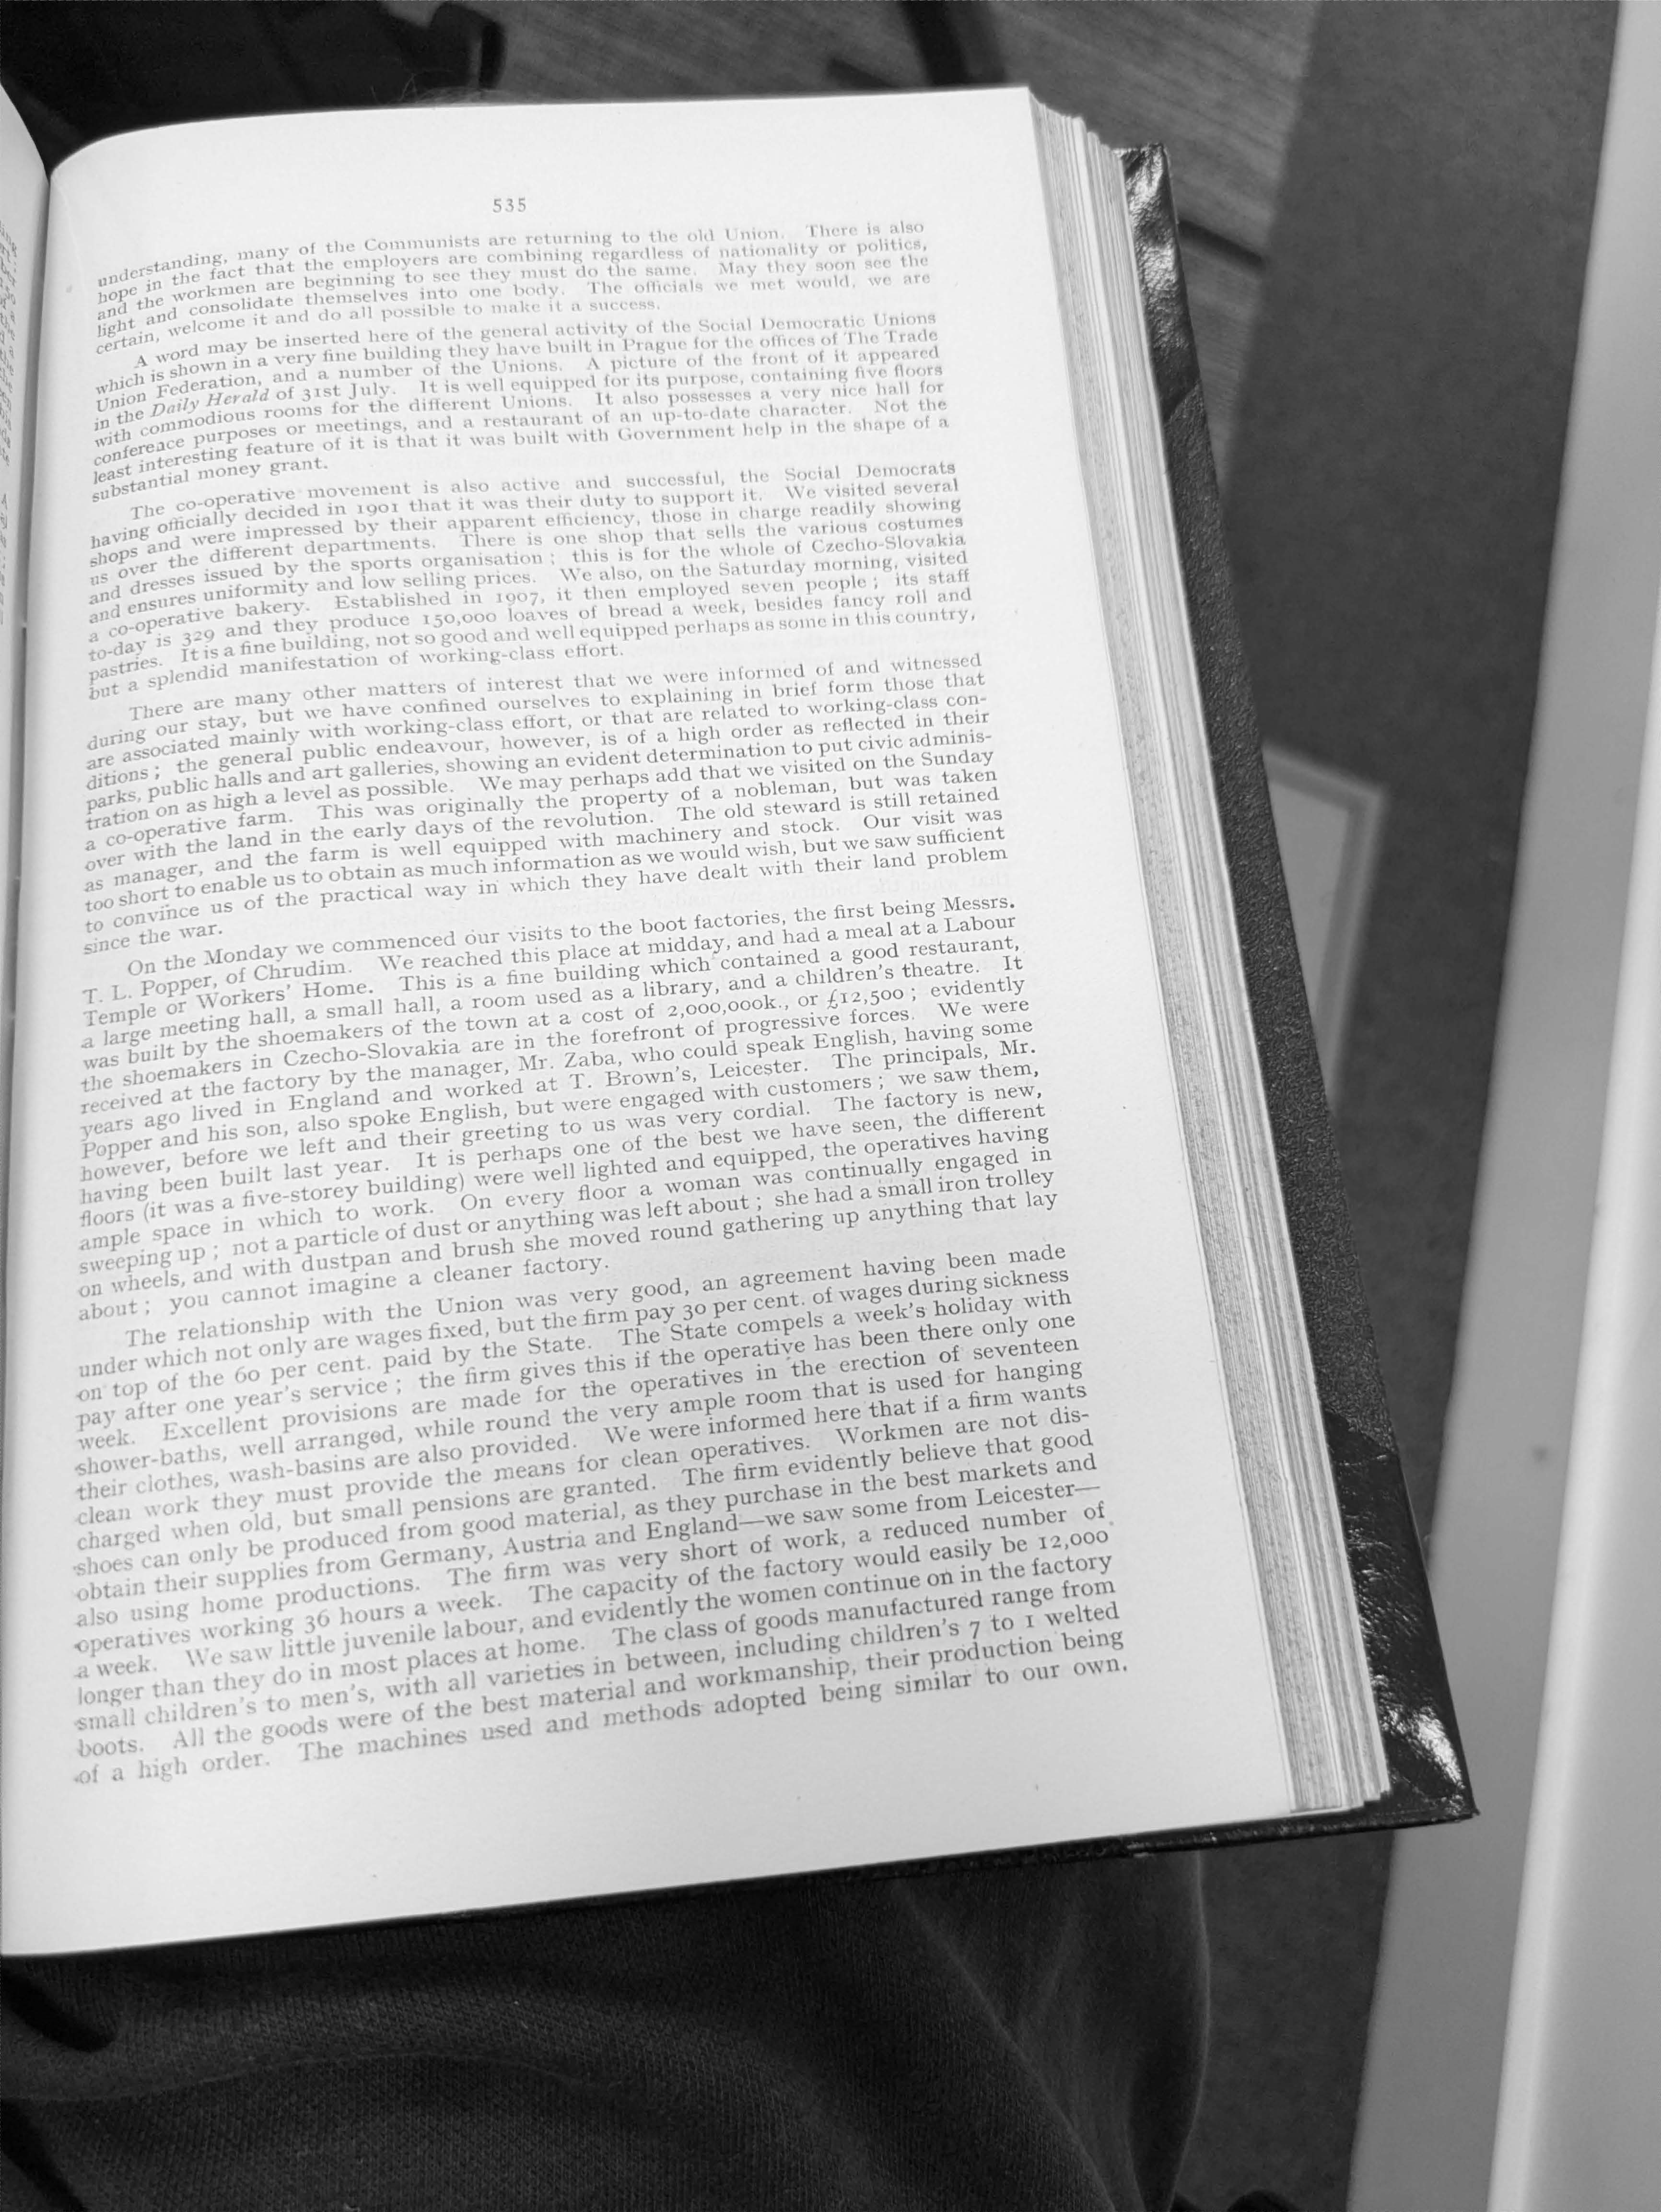 535
understanding, many of the Communists are returning to the old Union. There is also
hope in the fact that the employers are combining regardless of nationality or politics,
and the workmen are beginning to see they must do the same. May they soon see the
light and consolidate themselves into one body. The officials we met would, we are
certain, welcome it and do all possible to make it a success.
A word may be inserted here of the general activity of the Social Democratic Unions
which is shown in a very fine building they have built in Prague for the offices of The Trade
Union Federation, and a number of the Unions. A picture of the front of it appeared
in the Daily Herald of 31st July. It is well equipped for its purpose, containing five floors
with commodious rooms for the different Unions. It also possesses a very nice hall for
conference purposes or meetings, and a restaurant of an up-to-date character. Not the
least interesting feature of it is that it was built with Government help in the shape of a
substantial money grant.
The co-operative movement is also active and successful, the Social Democrats
having officially decided in 1901 that it was their duty to support it. We visited several
shops and were impressed by their apparent efficiency, those in charge readily showing
us over the different departments. There is one shop that sells the various costumes
and dresses issued by the sports organisation ; this is for the whole of Czecho-Slovakia
and ensures uniformity and low selling prices. We also, on the Saturday morning, visited
a co-operative bakery. Established in 1907, it then employed seven people ; its staff
to-day is 329 and they produce 150,000 loaves of bread a week, besides fancy roll and
pastries. It is a fine building, not so good and well equipped perhaps as some in this country,
but a splendid manifestation of working-class effort.
There are many other matters of interest that we were informed of and witnessed
during our stay, but we have confined ourselves to explaining in brief form those that
are associated mainly with working-class effort, or that are related to working-class con-
ditions ; the general public endeavour, however, is of a high order as reflected in their
parks, public halls and art galleries, showing an evident determination to put civic adminis-
tration on as high a level as possible. We may perhaps add that we visited on the Sunday
a co-operative farm. This was originally the property of a nobleman, but was taken
over with the land in the early days of the revolution. The old steward is still retained
as manager, and the farm is well equipped with machinery and stock. Our visit was
too short to enable us to obtain as much information as we would wish, but we saw sufficient
to convince us of the practical way in which they have dealt with their land problem
since the war.
On the Monday we commenced our visits to the boot factories, the first being Messrs.
T. L. Popper, of Chrudim. We reached this place at midday, and had a meal at a Labour
Temple or Workers' Home. This is a fine building which contained a good restaurant,
a large meeting hall, a small hall, a room used as a library, and a children's theatre. It
was built by the shoemakers of the town at a cost of 2,000,000k., or £12,500 ; evidently
the shoemakers in Czecho-Slovakia are in the forefront of progressive forces. We were
received at the factory by the manager, Mr. Zaba, who could speak English, having some
years ago lived in England and worked at T. Brown's, Leicester. The principals, Mr.
Popper and his son, also spoke English, but were engaged with customers ; we saw them,
however, before we left and their greeting to us was very cordial. The factory is new,
having been built last year. It is perhaps one of the best we have seen, the different
floors (it was a five-storey building) were well lighted and equipped, the operatives having
ample space in which to work. On every floor a woman was continually engaged in
sweeping up ; not a particle of dust or anything was left about ; she had a small iron trolley
on wheels, and with dustpan and brush she moved round gathering up anything that lay
about ; you cannot imagine a cleaner factory.
The relationship with the Union was very good, an agreement having been made
under which not only are wages fixed, but the firm pay 30 per cent. of wages during sickness
on top of the 60 per cent. paid by the State. The State compels a week's holiday with
pay after one year's service ; the firm gives this if the operative has been there only one
week. Excellent provisions are made for the operatives in the erection of seventeen
shower-baths, well arranged, while round the very ample room that is used for hanging
their clothes, wash-basins are also provided. We were informed here that if a firm wants
clean work they must provide the means for clean operatives. Workmen are not dis-
charged when old, but small pensions are granted. The firm evidently believe that good
shoes can only be produced from good material, as they purchase in the best markets and
obtain their supplies from Germany, Austria and England—we saw some from Leicester—
also using home productions. The firm was very short of work, a reduced number of
operatives working 36 hours a week. The capacity of the factory would easily be 12,000
a week. We saw little juvenile labour, and evidently the women continue on in the factory
longer than they do in most places at home. The class of goods manufactured range from
small children's to men's, with all varieties in between, including children's 7 to 1 welted
boots. All the goods were of the best material and workmanship, their production being
of a high order. The machines used and methods adopted being similar to our own.